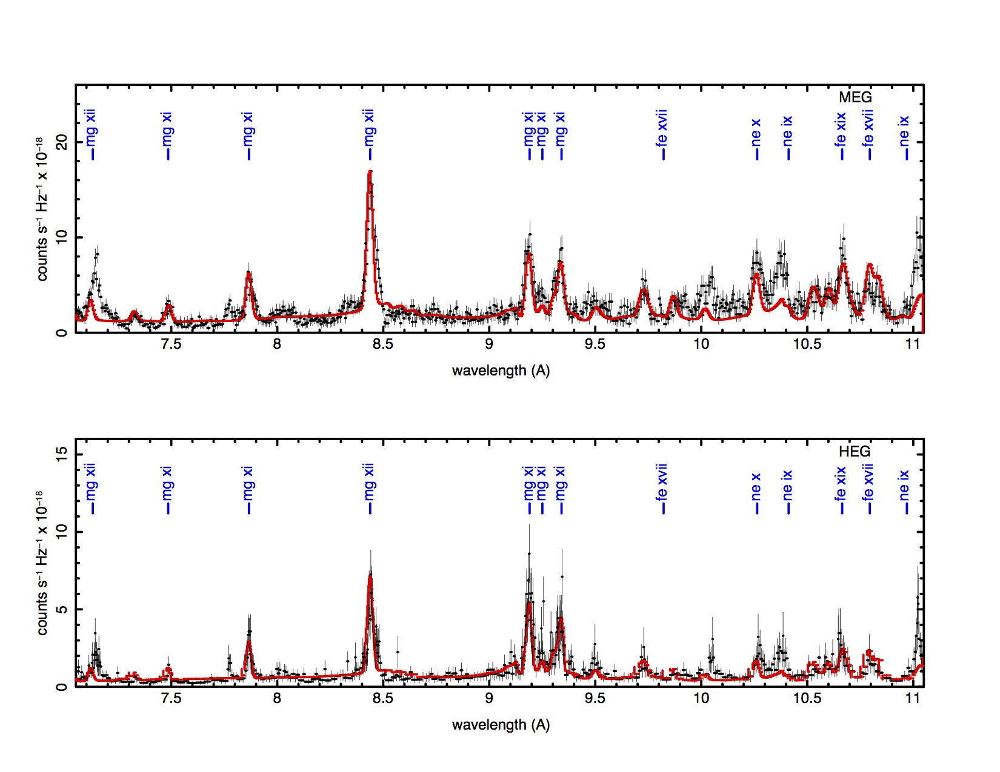 MEG
mg xii
mg xi
mg xi
mg xii
mg xi
mg xi
mg xi
fe xvii
ne x
ne ix
fe xix
fe xvii
ne ix
counts s⁻¹ Hz⁻¹ x 10⁻¹⁸
20
10
0
7.5 8 8.5 9 9.5 10 10.5 11
wavelength (A)
HEG
mg xii
mg xi
mg xi
mg xii
mg xi
mg xi
mg xi
fe xvii
ne x
ne ix
fe xix
fe xvii
ne ix
counts s⁻¹ Hz⁻¹ x 10⁻¹⁸
15
10
5
0
7.5 8 8.5 9 9.5 10 10.5 11
wavelength (A)